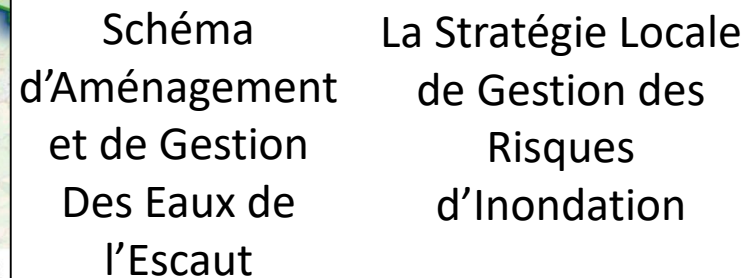 Schéma
d'Aménagement
et de Gestion
Des Eaux de
l'Escaut
La Stratégie Locale
de Gestion des
Risques
d'Inondation